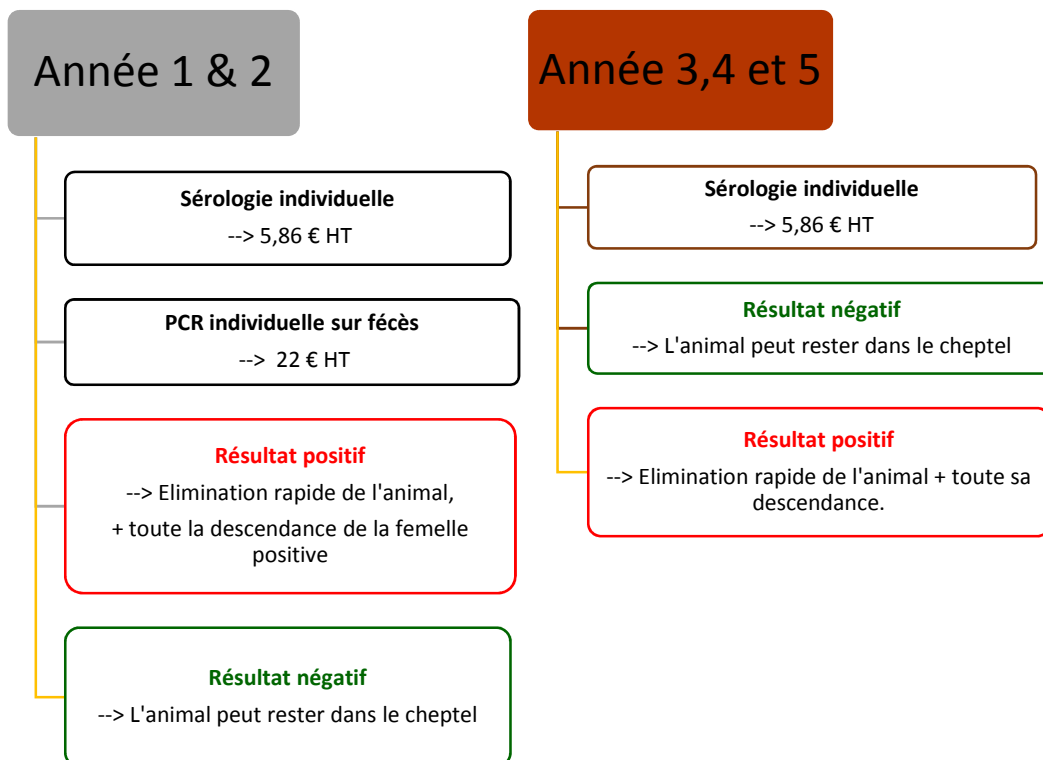 Année 1 & 2
Sérologie individuelle
--> 5,86 € HT
PCR individuelle sur fécès
--> 22 € HT
Résultat positif
--> Elimination rapide de l'animal,
+ toute la descendance de la femelle
positive
Résultat négatif
--> L'animal peut rester dans le cheptel
Année 3,4 et 5
Sérologie individuelle
--> 5,86 € HT
Résultat négatif
--> L'animal peut rester dans le cheptel
Résultat positif
--> Elimination rapide de l'animal + toute sa
descendance.